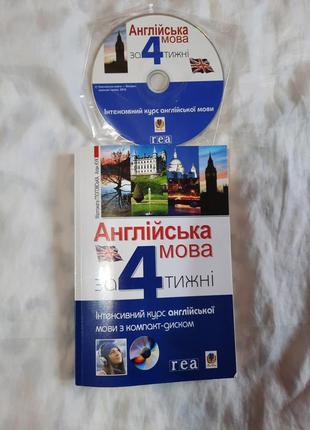 Англійська
мова
за 4 тижні
Інтенсивний курс англійської мови
rea
Англійська
мова
за 4 тижні
Інтенсивний курс англійської
мови з компакт-диском
rea